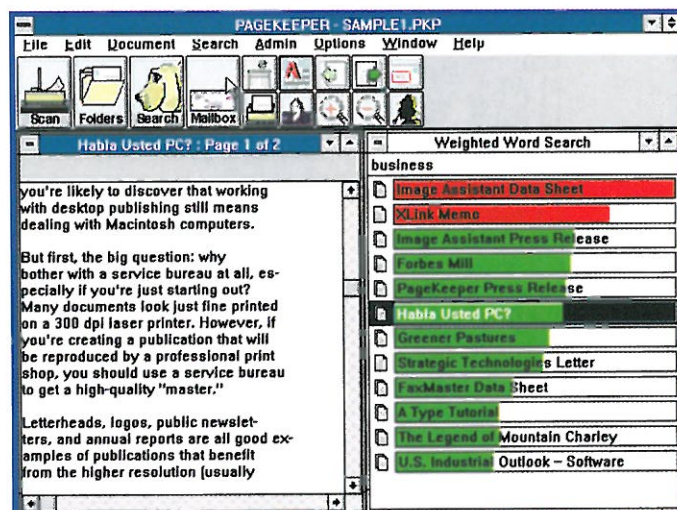 PAGEKEEPER - SAMPLE1.PKP
File Edit Document Search Admin Options Window Help
Scan Folders Search Mailbox
Habla Usted PC? : Page 1 of 2
you're likely to discover that working
with desktop publishing still means
dealing with Macintosh computers.
But first, the big question: why
bother with a service bureau at all, es-
pecially if you're just starting out?
Many documents look just fine printed
on a 300 dpi laser printer. However, if
you're creating a publication that will
be reproduced by a professional print
shop, you should use a service bureau
to get a high-quality "master."
Letterheads, logos, public newslet-
ters, and annual reports are all good ex-
amples of publications that benefit
from the higher resolution (usually
Weighted Word Search
business
Image Assistant Data Sheet
XLink Memo
Image Assistant Press Release
Forbes Mill
PageKeeper Press Release
Habla Usted PC?
Greener Pastures
Strategic Technologies Letter
FaxMaster Data Sheet
A Type Tutorial
The Legend of Mountain Charley
U.S. Industrial Outlook – Software